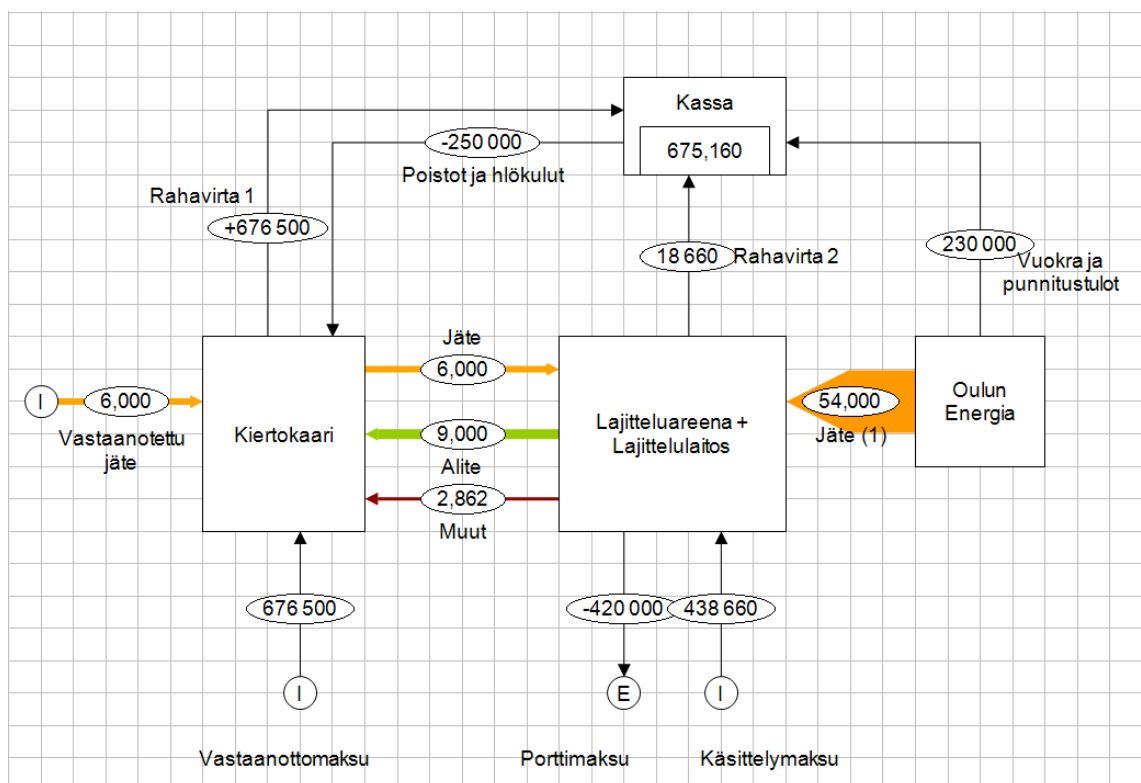 Kassa
675,160
-250 000
Poistot ja hlökulut
Rahavirta 1
+676 500
18 660
Rahavirta 2
230 000
Vuokra ja
punnitustulot
I
6,000
Vastaanotettu
jäte
Kiertokaari
Jäte
6,000
9,000
Alite
2,862
Muut
Lajitteluareena +
Lajittelulaitos
54,000
Jäte (1)
Oulun
Energia
676 500
-420 000
438 660
I
E
I
Vastaanottomaksu
Porttimaksu
Käsittelymaksu